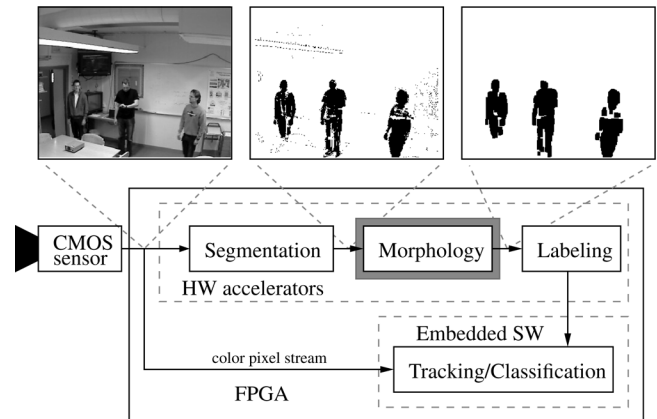 CMOS
sensor
Segmentation
Morphology
Labeling
HW accelerators
Embedded SW
color pixel stream
Tracking/Classification
FPGA